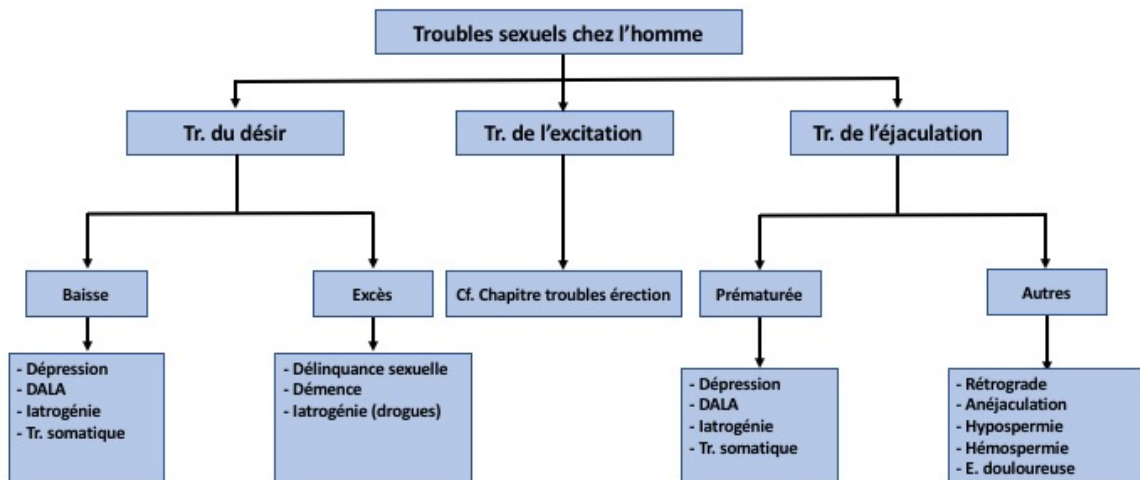 Troubles sexuels chez l’homme
Tr. du désir
Tr. de l’excitation
Tr. de l’éjaculation
Baisse
Excès
Cf. Chapitre troubles érection
Prématurée
Autres
- Dépression
- DALA
- Iatrogénie
- Tr. somatique
- Délinquance sexuelle
- Démence
- Iatrogénie (drogues)
- Dépression
- DALA
- Iatrogénie
- Tr. somatique
- Rétrograde
- Anéjaculation
- Hypospermie
- Hémospermie
- E. douloureuse